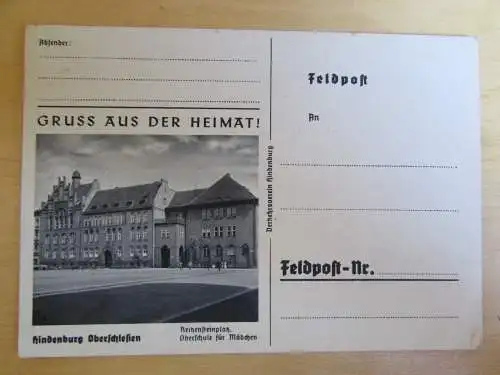 Absender:
GRUSS AUS DER HEIMAT!
Hindenburg Oberschlesien
Reitzensteinplatz,
Oberschule für Mädchen
Verkehrsverein Hindenburg
Feldpost
An
Feldpost-Nr.